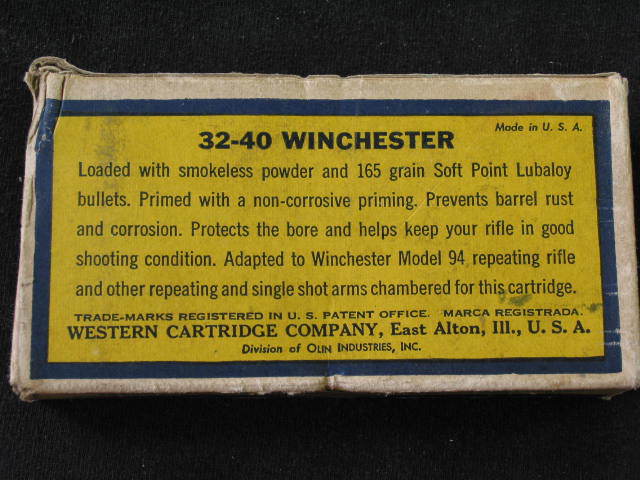 Made in U. S. A.
32-40 WINCHESTER
Loaded with smokeless powder and 165 grain Soft Point Lubaloy
bullets. Primed with a non-corrosive priming. Prevents barrel rust
and corrosion. Protects the bore and helps keep your rifle in good
shooting condition. Adapted to Winchester Model 94 repeating rifle
and other repeating and single shot arms chambered for this cartridge.
TRADE-MARKS REGISTERED IN U. S. PATENT OFFICE. MARCA REGISTRADA.
WESTERN CARTRIDGE COMPANY, East Alton, Ill., U. S. A.
Division of OLIN INDUSTRIES, INC.